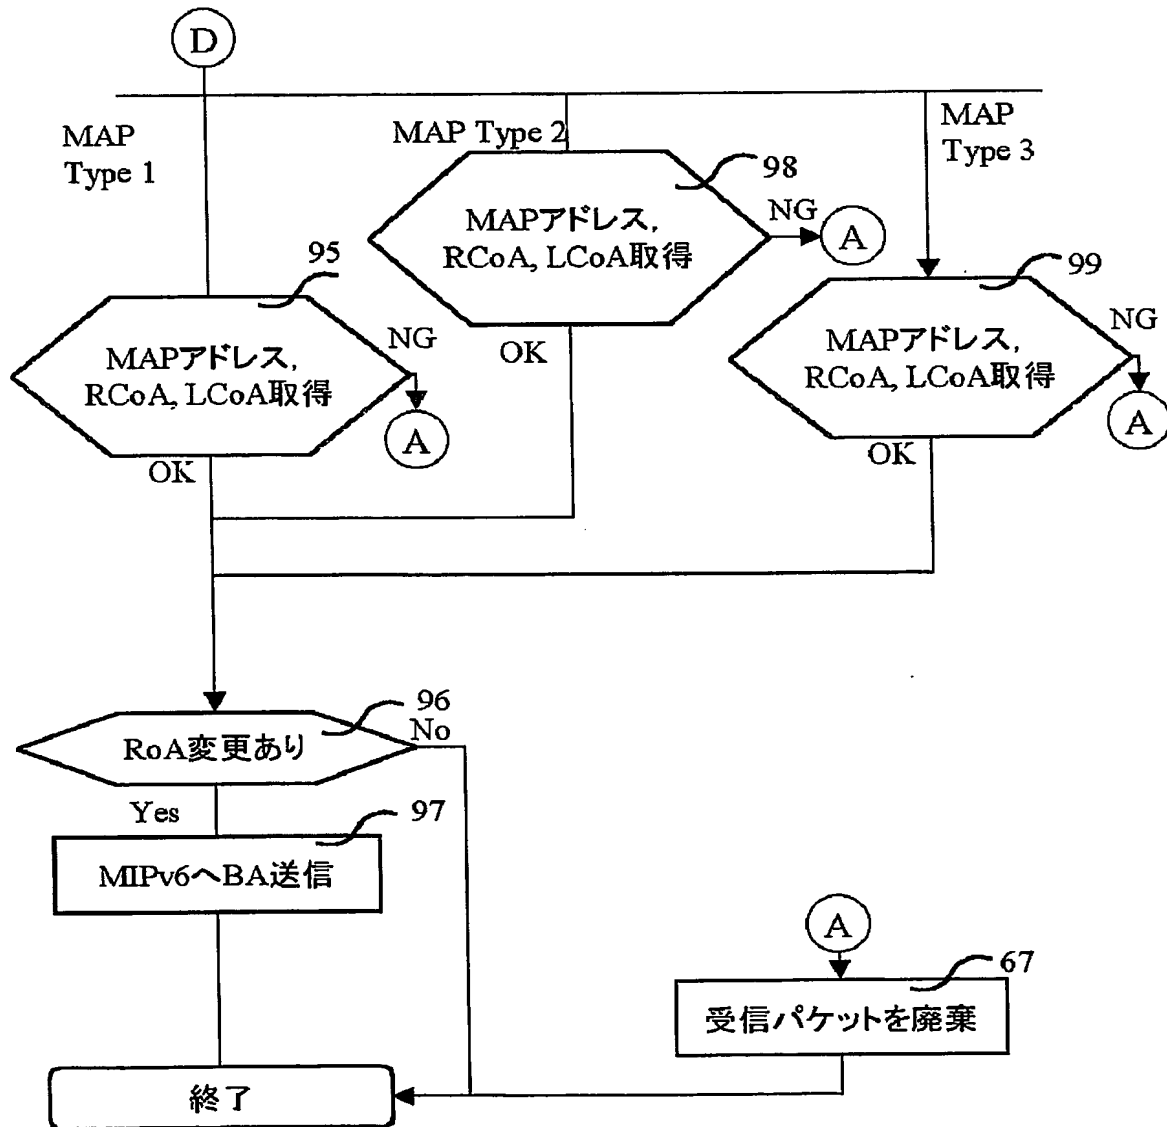 D
MAP
Type 1
MAP Type 2
MAP
Type 3
98
MAPアドレス,
RCoA, LCoA取得
NG
A
OK
95
MAPアドレス,
RCoA, LCoA取得
NG
A
OK
99
MAPアドレス,
RCoA, LCoA取得
NG
A
OK
96
RoA変更あり
No
Yes
97
MIPv6へBA送信
A
67
受信パケットを廃棄
終了